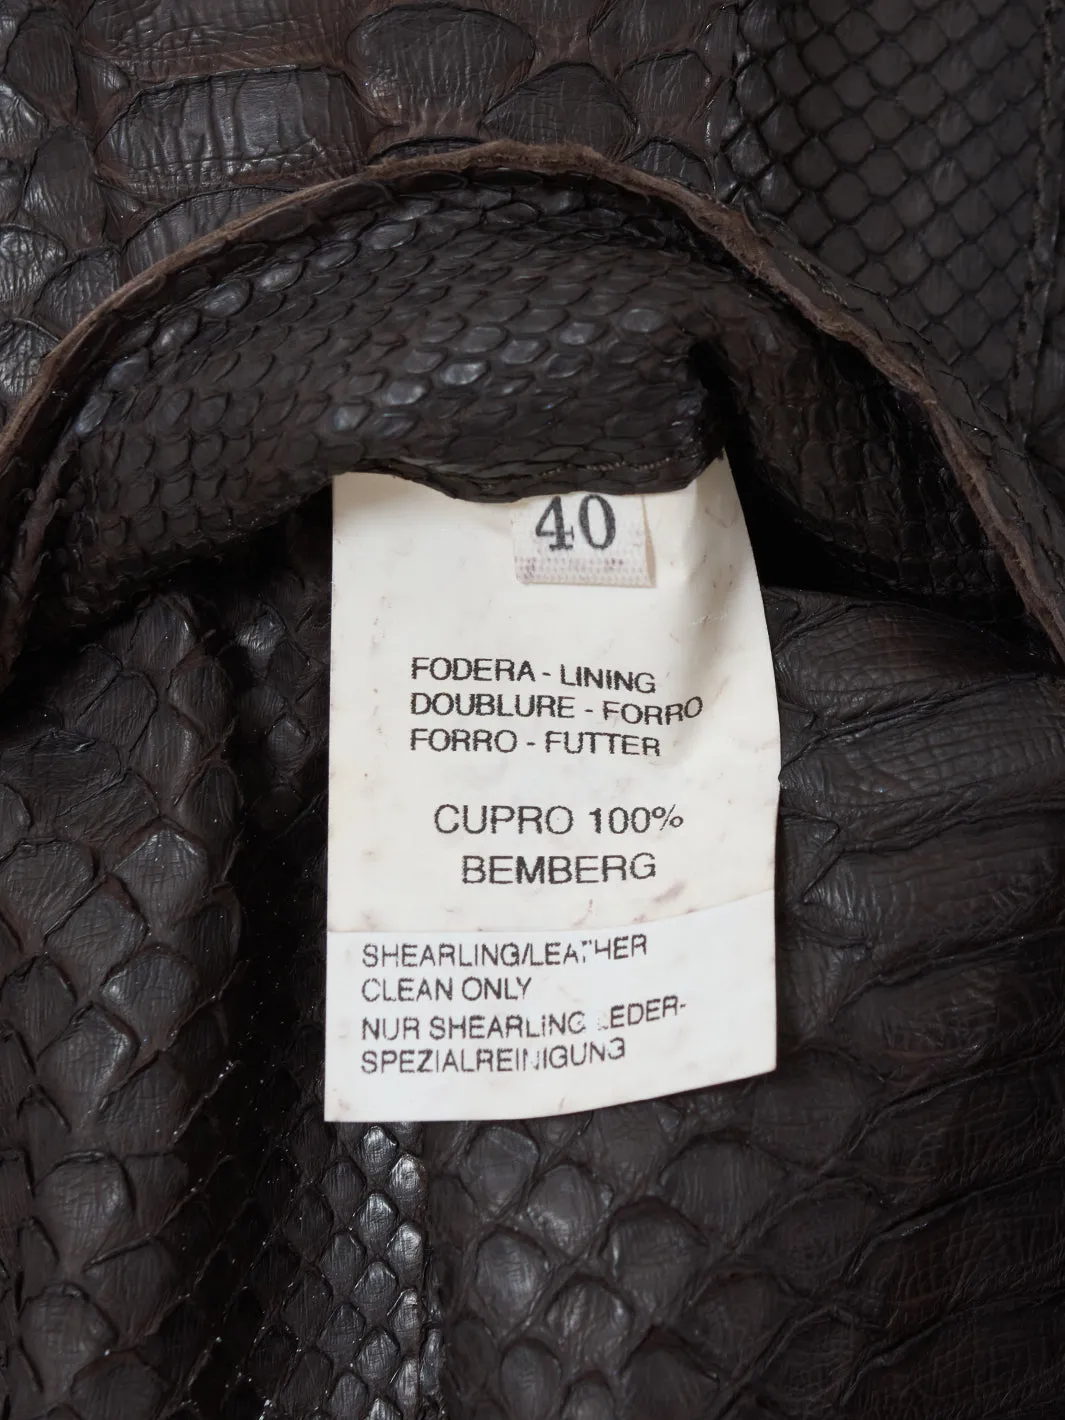 40
FODERA - LINING
DOUBLURE - FORRO
FORRO - FUTTER
CUPRO 100%
BEMBERG
SHEARLING/LEATHER
CLEAN ONLY
NUR SHEARLING LEDER-
SPEZIALREINIGUNG